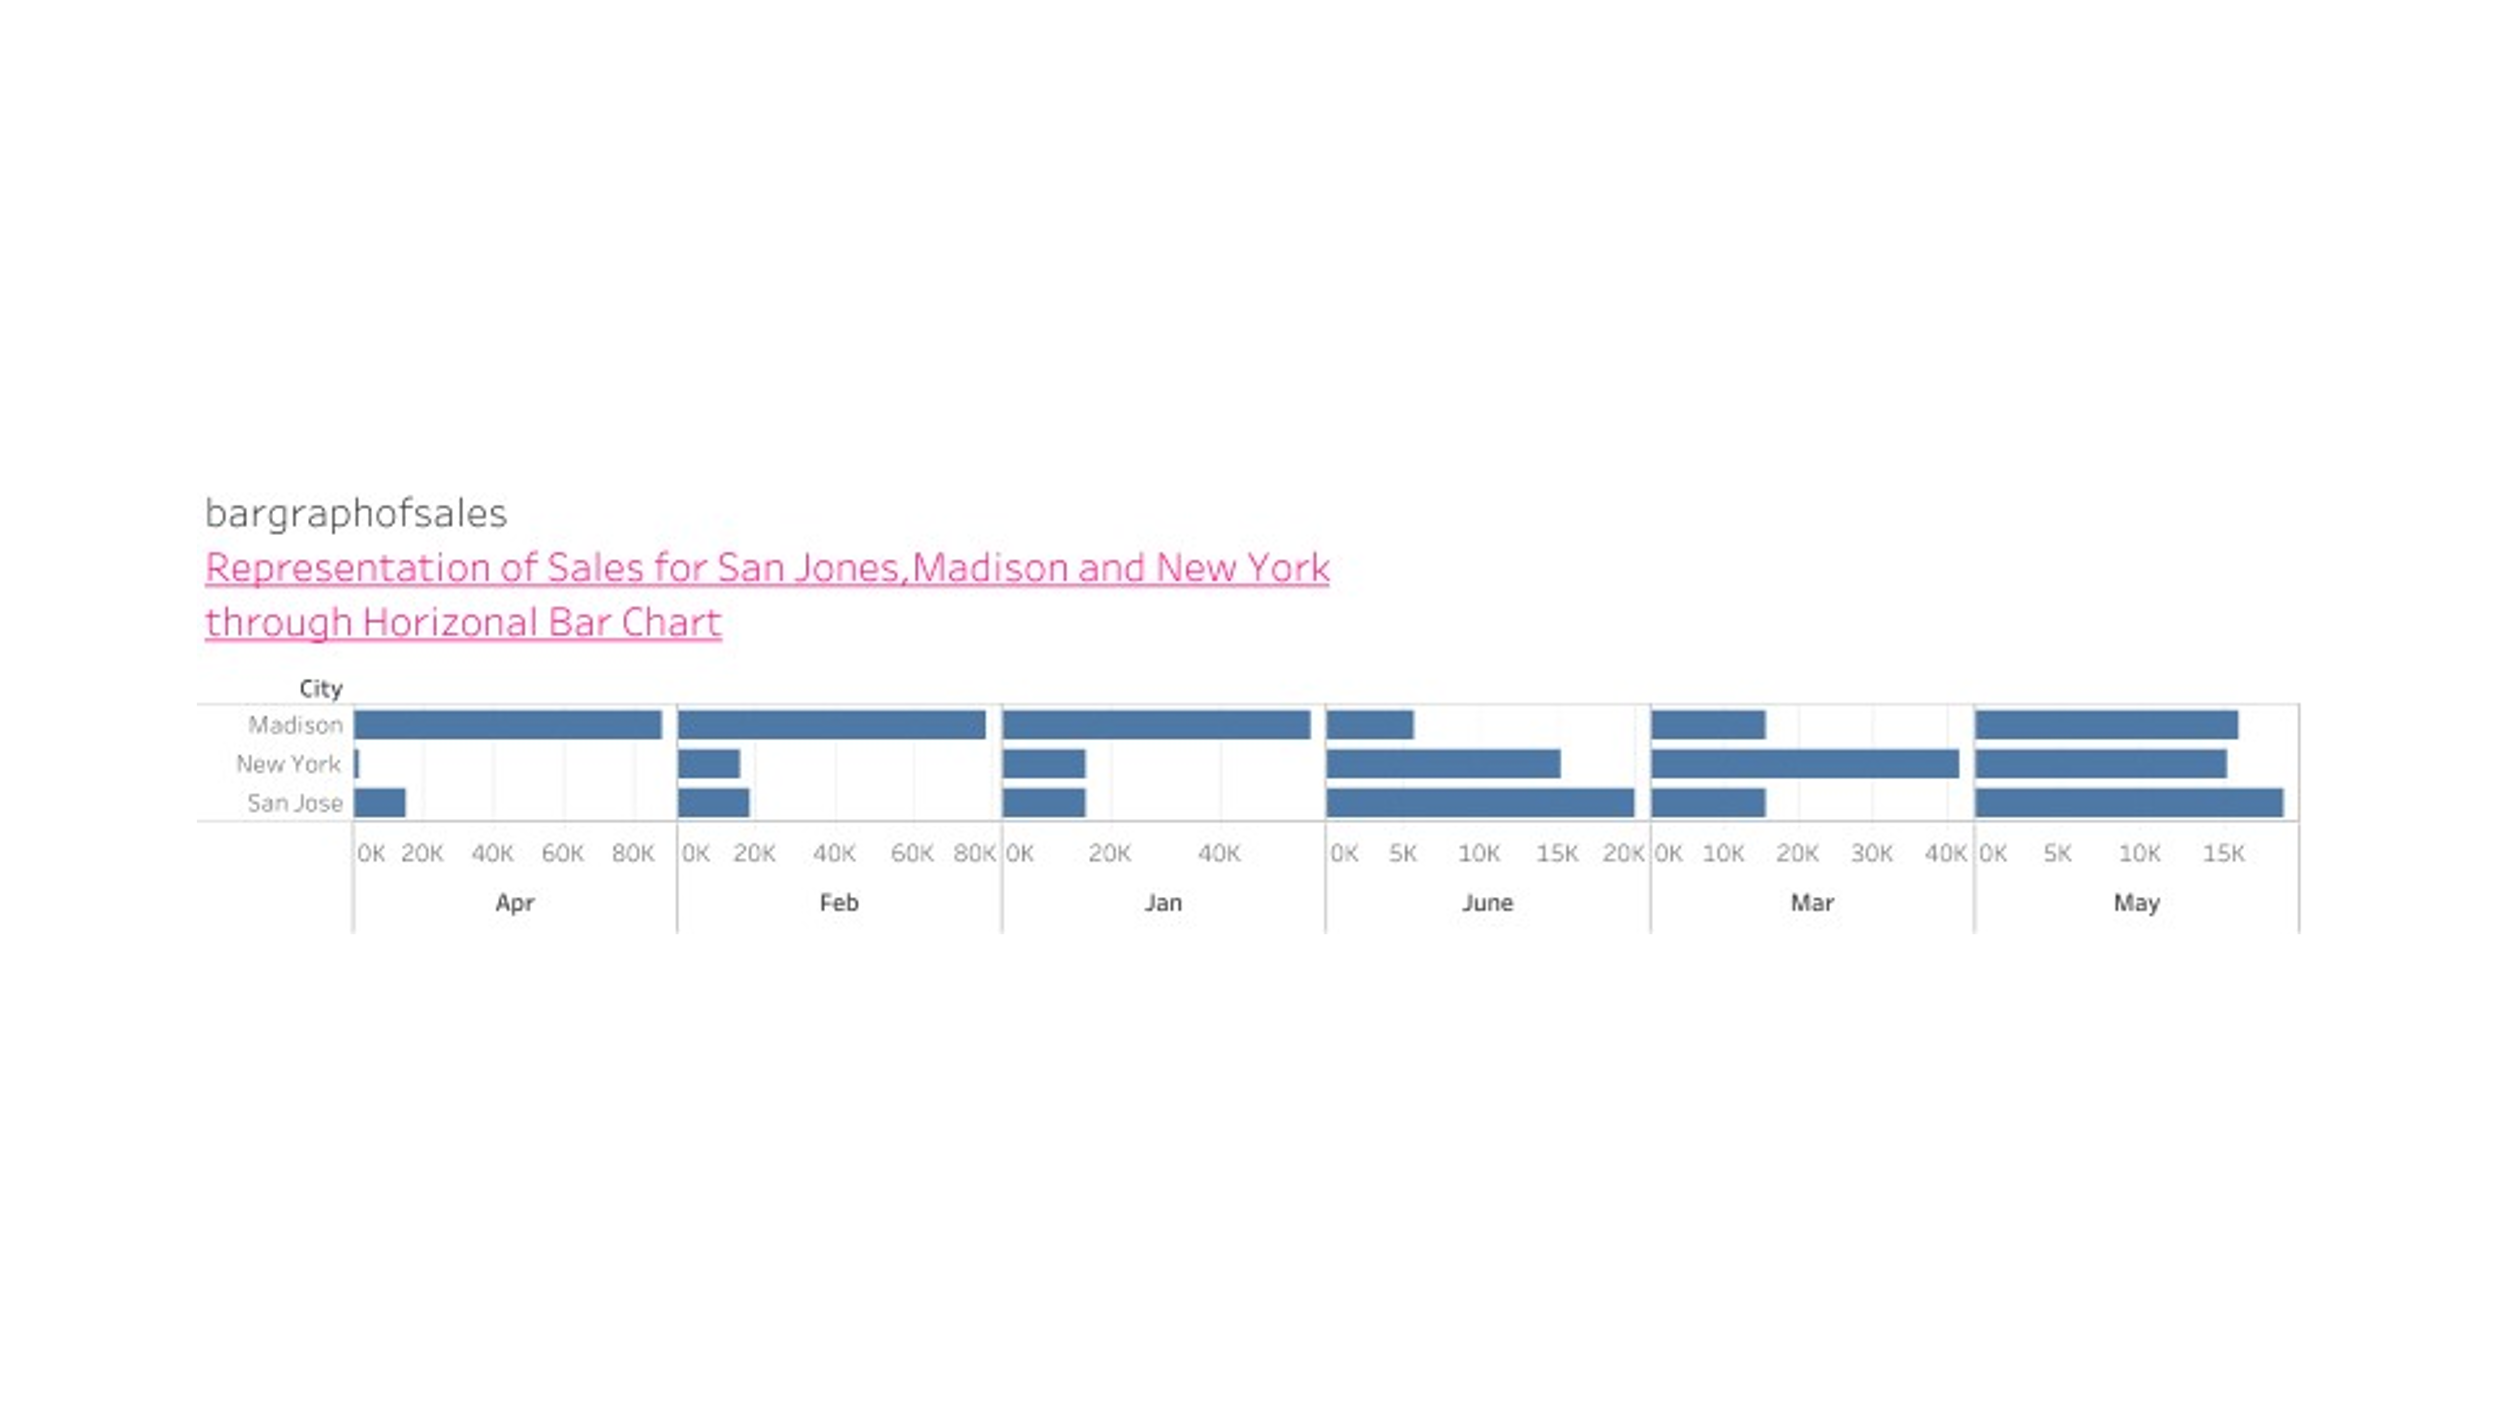 bargraphofsales
Representation of Sales for San Jones,Madison and New York
through Horizonal Bar Chart
City
Madison
New York
San Jose
0K 20K 40K 60K 80K 0K 20K 40K 60K 80K 0K 20K 40K 0K 5K 10K 15K 20K 0K 10K 20K 30K 40K 0K 5K 10K 15K
Apr Feb Jan June Mar May